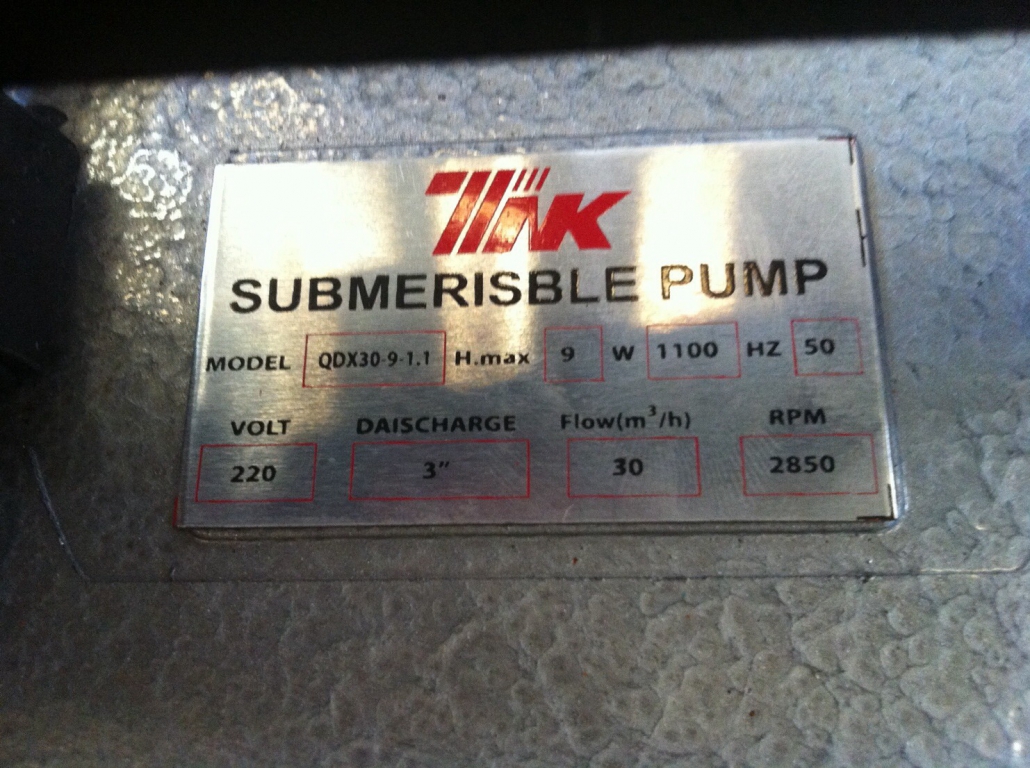 TINK
SUBMERISBLE PUMP
MODEL QDX30-9-1.1 H.max 9 W 1100 HZ 50
VOLT DAISCHARGE Flow(m³/h) RPM
220 3" 30 2850